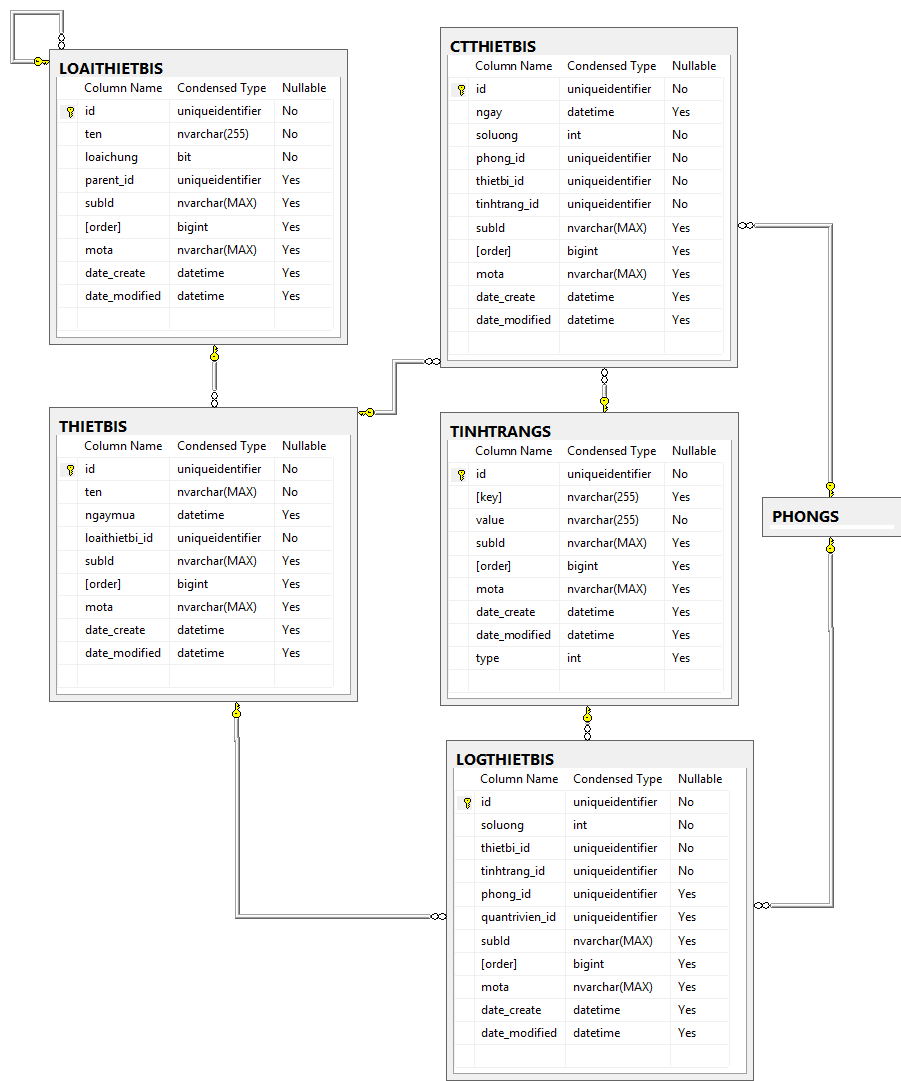 LOAITHIETBIS
Column Name Condensed Type Nullable
id uniqueidentifier No
ten nvarchar(255) No
loaichung bit No
parent_id uniqueidentifier Yes
subId nvarchar(MAX) Yes
[order] bigint Yes
mota nvarchar(MAX) Yes
date_create datetime Yes
date_modified datetime Yes
CTTHIETBIS
Column Name Condensed Type Nullable
id uniqueidentifier No
ngay datetime Yes
soluong int No
phong_id uniqueidentifier No
thietbi_id uniqueidentifier No
tinhtrang_id uniqueidentifier No
subId nvarchar(MAX) Yes
[order] bigint Yes
mota nvarchar(MAX) Yes
date_create datetime Yes
date_modified datetime Yes
THIETBIS
Column Name Condensed Type Nullable
id uniqueidentifier No
ten nvarchar(MAX) No
ngaymua datetime Yes
loaithietbi_id uniqueidentifier No
subId nvarchar(MAX) Yes
[order] bigint Yes
mota nvarchar(MAX) Yes
date_create datetime Yes
date_modified datetime Yes
TINHTRANGS
Column Name Condensed Type Nullable
id uniqueidentifier No
[key] nvarchar(255) Yes
value nvarchar(255) No
subId nvarchar(MAX) Yes
[order] bigint Yes
mota nvarchar(MAX) Yes
date_create datetime Yes
date_modified datetime Yes
type int Yes
PHONGS
LOGTHIETBIS
Column Name Condensed Type Nullable
id uniqueidentifier No
soluong int No
thietbi_id uniqueidentifier No
tinhtrang_id uniqueidentifier No
phong_id uniqueidentifier Yes
quantrivien_id uniqueidentifier Yes
subId nvarchar(MAX) Yes
[order] bigint Yes
mota nvarchar(MAX) Yes
date_create datetime Yes
date_modified datetime Yes